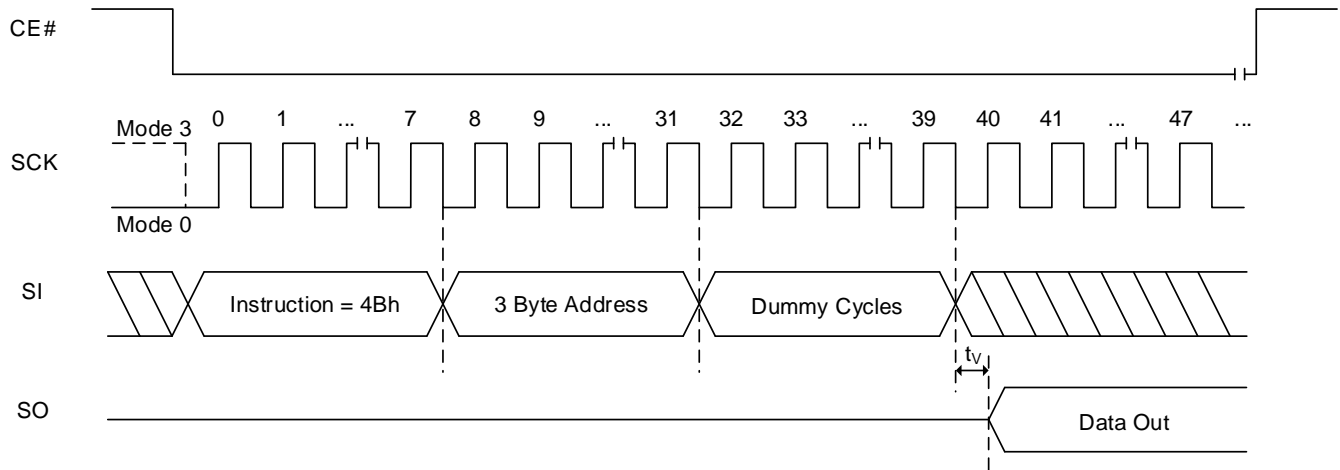 CE#
0 1 ... 7 8 9 ... 31 32 33 ... 39 40 41 ... 47 ...
Mode 3
SCK
Mode 0
SI
Instruction = 4Bh
3 Byte Address
Dummy Cycles
tV
SO
Data Out